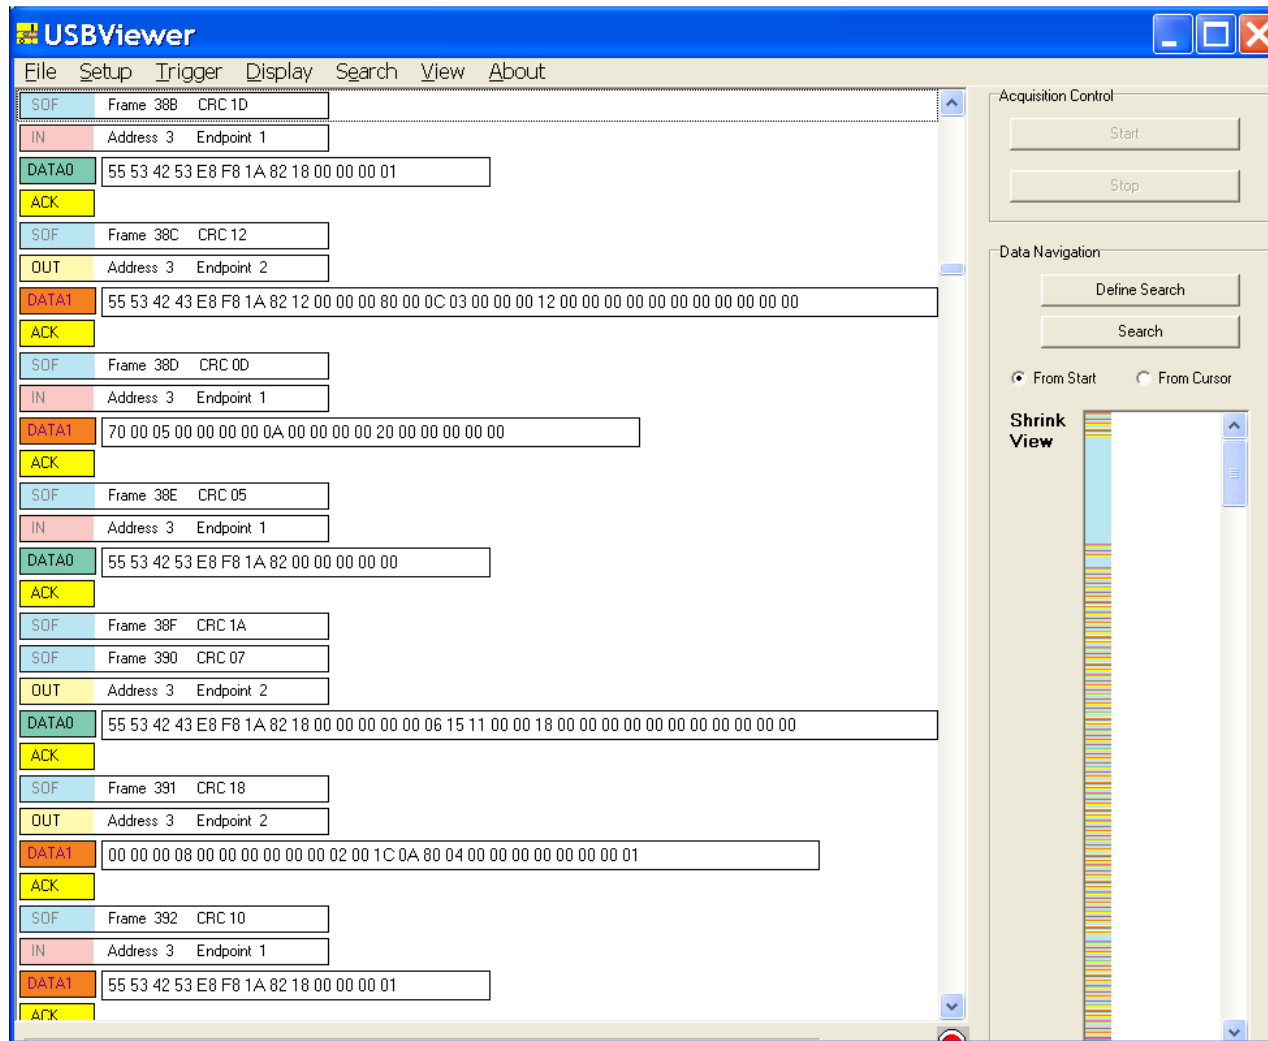 USBViewer
File Setup Trigger Display Search View About
SOF Frame 38B CRC 1D
IN Address 3 Endpoint 1
DATA0 55 53 42 53 E8 F8 1A 82 18 00 00 00 01
ACK
SOF Frame 38C CRC 12
OUT Address 3 Endpoint 2
DATA1 55 53 42 43 E8 F8 1A 82 12 00 00 00 80 00 0C 03 00 00 00 12 00 00 00 00 00 00 00 00 00 00 00
ACK
SOF Frame 38D CRC 0D
IN Address 3 Endpoint 1
DATA1 70 00 05 00 00 00 00 0A 00 00 00 00 20 00 00 00 00 00
ACK
SOF Frame 38E CRC 05
IN Address 3 Endpoint 1
DATA0 55 53 42 53 E8 F8 1A 82 00 00 00 00 00
ACK
SOF Frame 38F CRC 1A
SOF Frame 390 CRC 07
OUT Address 3 Endpoint 2
DATA0 55 53 42 43 E8 F8 1A 82 18 00 00 00 00 00 06 15 11 00 00 18 00 00 00 00 00 00 00 00 00 00 00
ACK
SOF Frame 391 CRC 18
OUT Address 3 Endpoint 2
DATA1 00 00 00 08 00 00 00 00 00 00 02 00 1C 0A 80 04 00 00 00 00 00 00 00 01
ACK
SOF Frame 392 CRC 10
IN Address 3 Endpoint 1
DATA1 55 53 42 53 E8 F8 1A 82 18 00 00 00 01
ACK
Acquisition Control
Start
Stop
Data Navigation
Define Search
Search
From Start From Cursor
Shrink
View